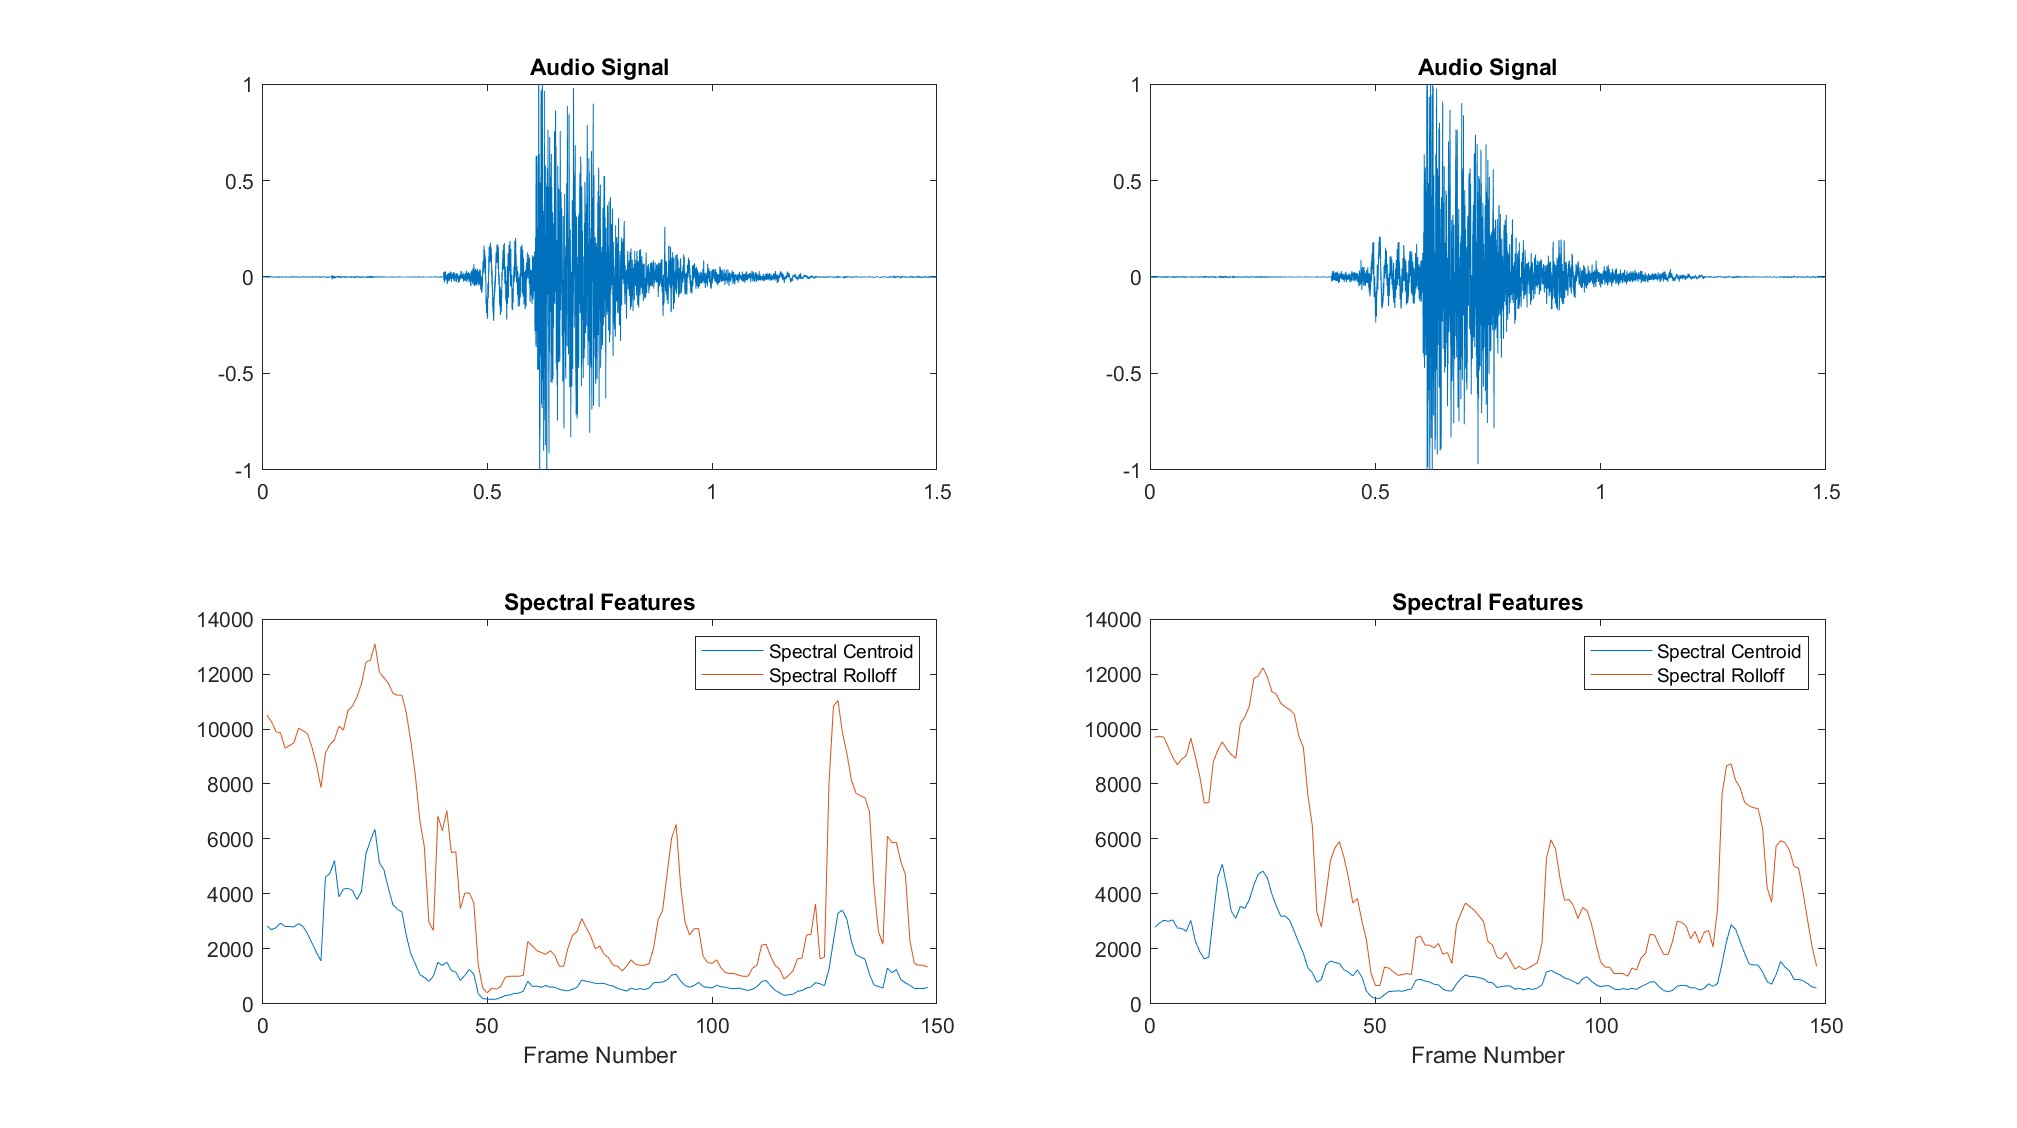 Audio Signal
1
0.5
0
-0.5
-1
0 0.5 1 1.5
Audio Signal
1
0.5
0
-0.5
-1
0 0.5 1 1.5
Spectral Features
14000
12000
10000
8000
6000
4000
2000
0
Spectral Centroid
Spectral Rolloff
0 50 100 150
Frame Number
Spectral Features
14000
12000
10000
8000
6000
4000
2000
0
Spectral Centroid
Spectral Rolloff
0 50 100 150
Frame Number